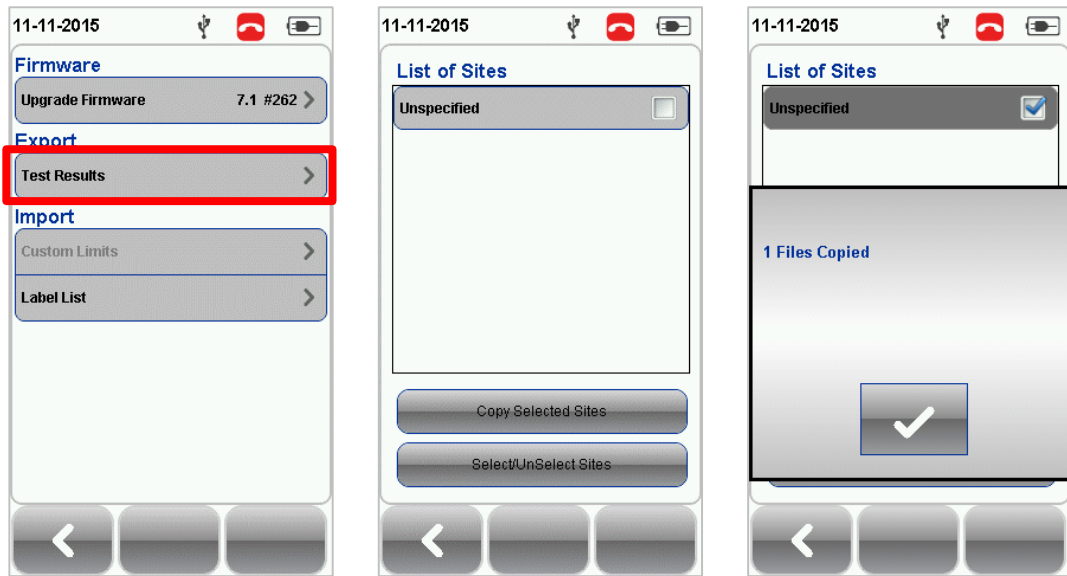 11-11-2015
Firmware
Upgrade Firmware 7.1 #262
Export
Test Results
Import
Custom Limits
Label List
11-11-2015
List of Sites
Unspecified
Copy Selected Sites
Select/UnSelect Sites
11-11-2015
List of Sites
Unspecified
1 Files Copied